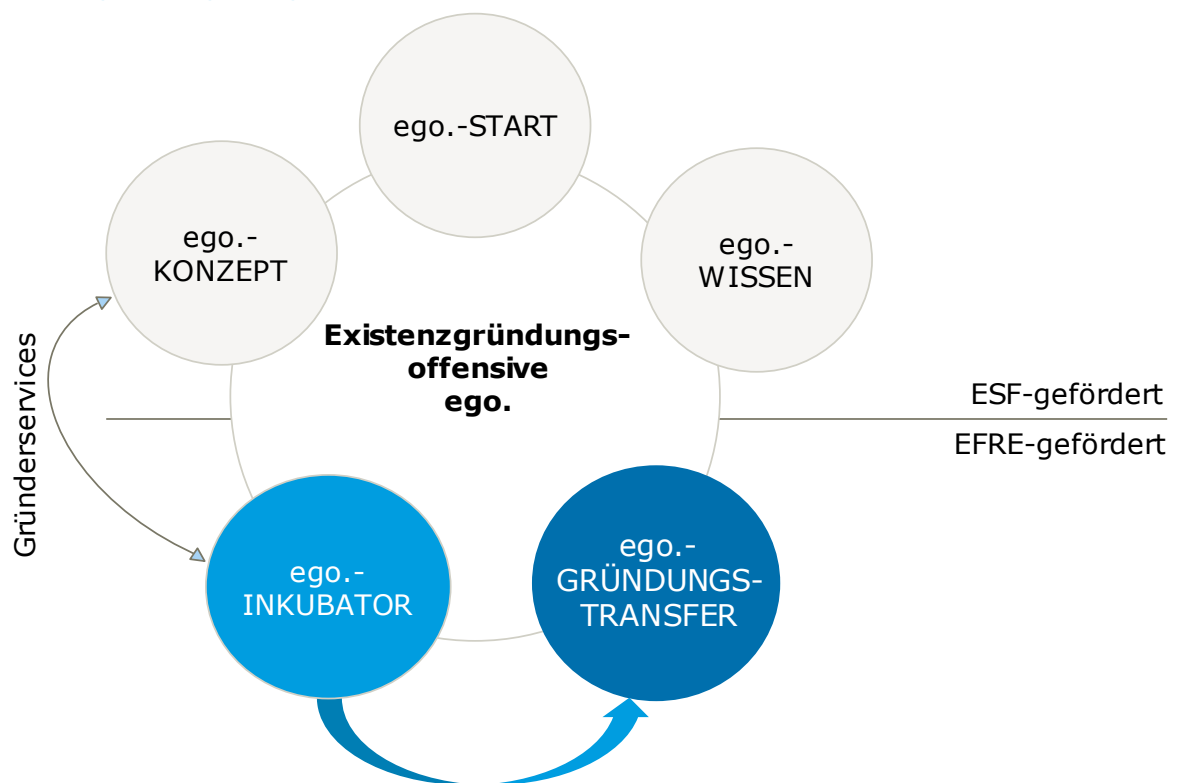 ego.-START
ego.-
KONZEPT
ego.-
WISSEN
Existenzgründungs-
offensive
ego.
Gründerservices
ESF-gefördert
EFRE-gefördert
ego.-
INKUBATOR
ego.-
GRÜNDUNGS-
TRANSFER